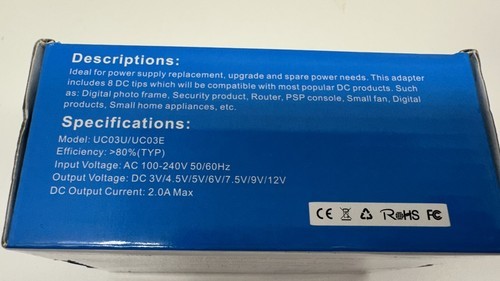 Descriptions:
Ideal for power supply replacement, upgrade and spare power needs. This adapter
includes 8 DC tips which will be compatible with most popular DC products. Such
as: Digital photo frame, Security product, Router, PSP console, Small fan, Digital
products, Small home appliances, etc.
Specifications:
Model: UC03U/UC03E
Efficiency: >80%(TYP)
Input Voltage: AC 100-240V 50/60Hz
Output Voltage: DC 3V/4.5V/5V/6V/7.5V/9V/12V
DC Output Current: 2.0A Max
CE RoHS FC